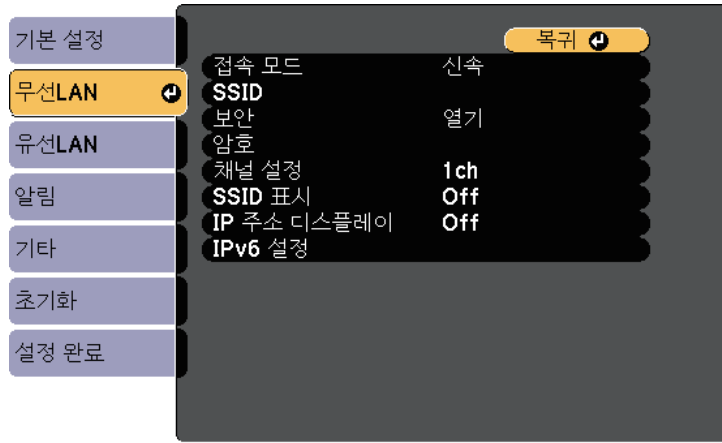 기본 설정
무선LAN
유선LAN
알림
기타
초기화
설정 완료
복귀
접속 모드 신속
SSID
보안 열기
암호
채널 설정 1ch
SSID 표시 Off
IP 주소 디스플레이 Off
IPv6 설정